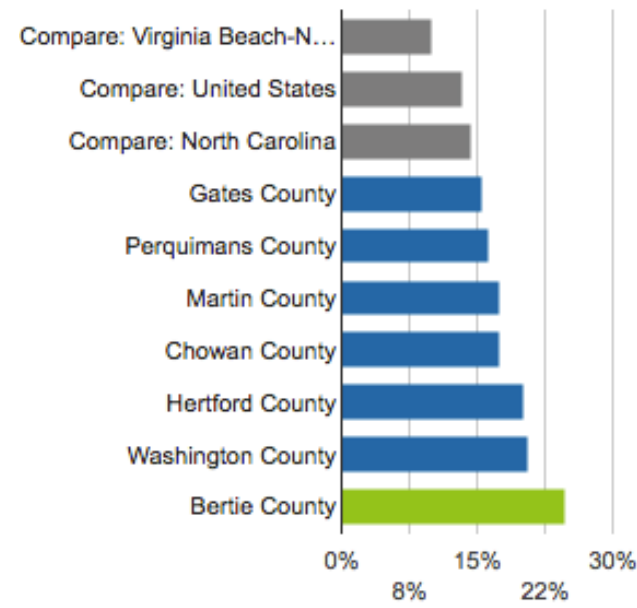 Compare: Virginia Beach-N...
Compare: United States
Compare: North Carolina
Gates County
Perquimans County
Martin County
Chowan County
Hertford County
Washington County
Bertie County
0% 15% 30%
8% 22%